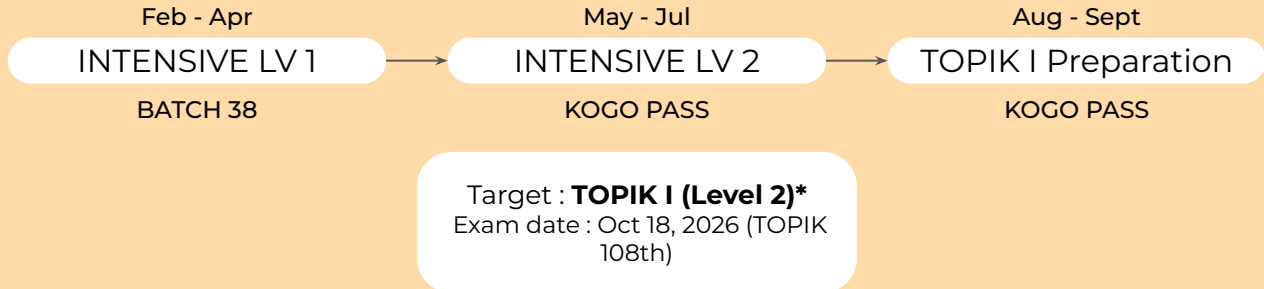 Feb - Apr
May - Jul
Aug - Sept
INTENSIVE LV 1
INTENSIVE LV 2
TOPIK I Preparation
BATCH 38
KOGO PASS
KOGO PASS
Target : TOPIK I (Level 2)*
Exam date : Oct 18, 2026 (TOPIK
108th)